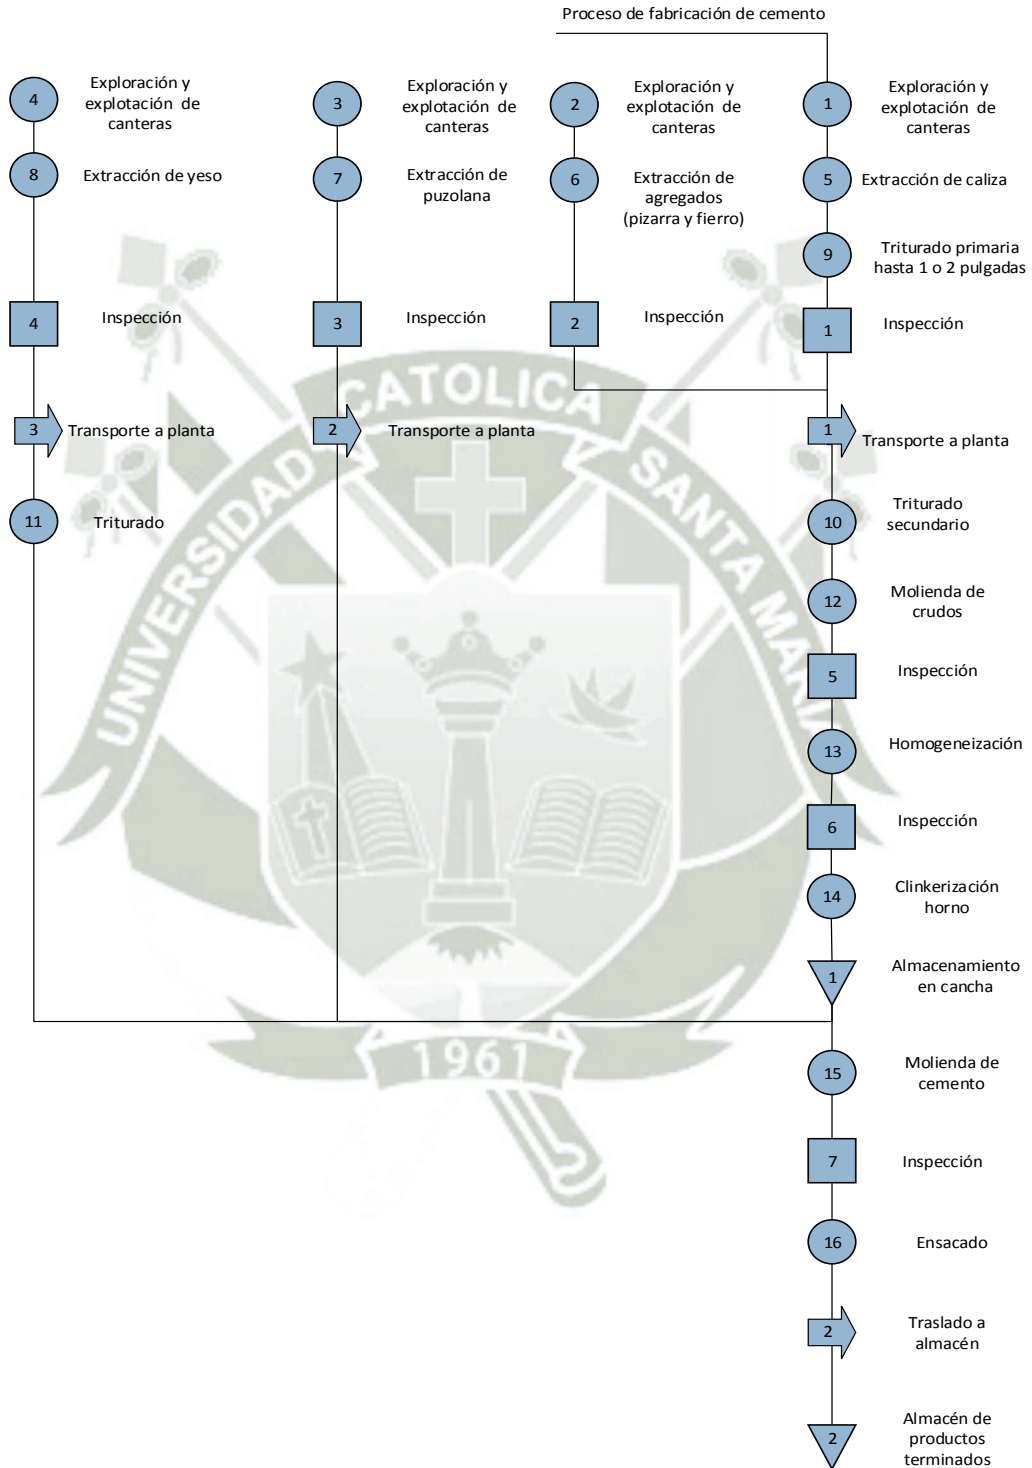 Proceso de fabricación de cemento
4
Exploración y
explotación de
canteras
3
Exploración y
explotación de
canteras
2
Exploración y
explotación de
canteras
1
Exploración y
explotación de
canteras
8
Extracción de yeso
7
Extracción de
puzolana
6
Extracción de
agregados
(pizarra y fierro)
5
Extracción de caliza
9
Triturado primaria
hasta 1 o 2 pulgadas
4
Inspección
3
Inspección
2
Inspección
1
Inspección
3
Transporte a planta
2
Transporte a planta
1
Transporte a planta
11
Triturado
10
Triturado
secundario
12
Molienda de
crudos
5
Inspección
13
Homogeneización
6
Inspección
14
Clinkerización
horno
1
Almacenamiento
en cancha
15
Molienda de
cemento
7
Inspección
16
Ensacado
2
Traslado a
almacén
2
Almacén de
productos
terminados
UNIVERSIDAD CATOLICA SANTA MARIA
1961